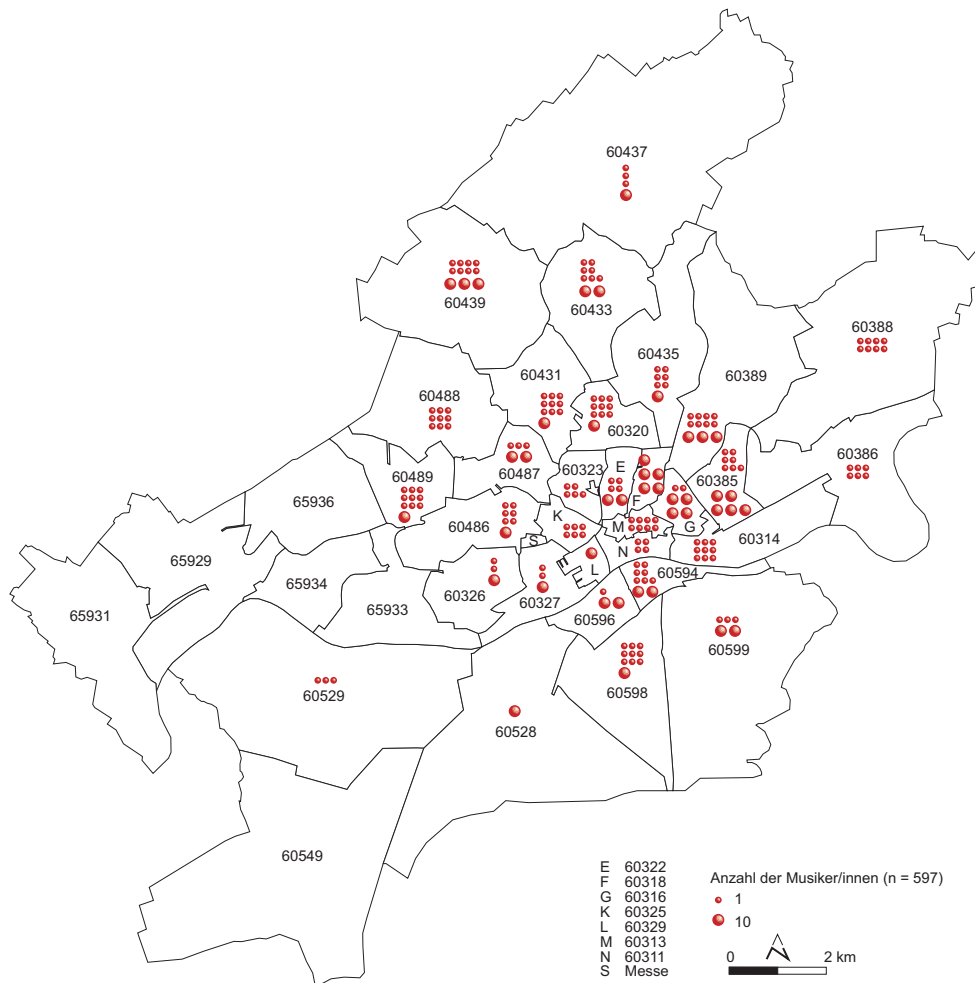 60437
60439
60433
60388
60435
60389
60431
60488
60320
60386
60487
60323
E
60385
60489
65936
F
60486
K
M
G
S
60314
N
65929
L
60594
65934
60326
60327
65933
65931
60596
60599
60529
60598
60528
60549
E 60322
F 60318
G 60316
K 60325
L 60329
M 60313
N 60311
S Messe
Anzahl der Musiker/innen (n = 597)
1
10
N
0 2 km